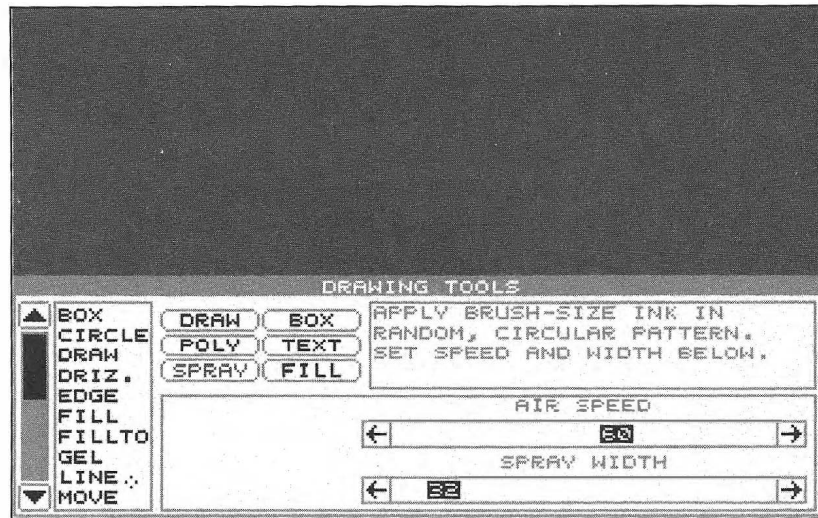 DRAWING TOOLS
BOX
CIRCLE
DRAW
DRIZ.
EDGE
FILL
FILLTO
GEL
LINE
MOVE
DRAW BOX
POLY TEXT
SPRAY FILL
APPLY BRUSH-SIZE INK IN
RANDOM, CIRCULAR PATTERN.
SET SPEED AND WIDTH BELOW.
AIR SPEED
60
SPRAY WIDTH
32